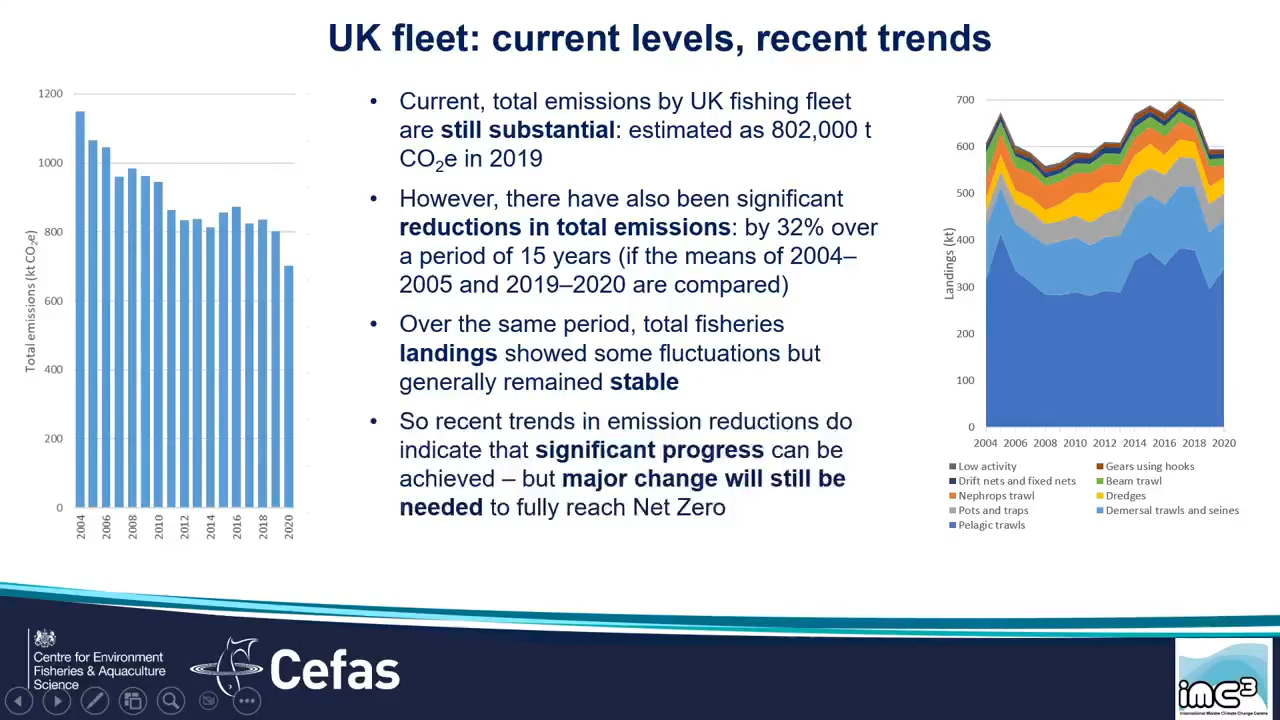 UK fleet: current levels, recent trends
1200
1000
800
600
400
200
0
Total emissions (kt CO₂e)
2004
2006
2008
2010
2012
2014
2016
2018
2020
• Current, total emissions by UK fishing fleet
are still substantial: estimated as 802,000 t
CO₂e in 2019
• However, there have also been significant
reductions in total emissions: by 32% over
a period of 15 years (if the means of 2004–
2005 and 2019–2020 are compared)
• Over the same period, total fisheries
landings showed some fluctuations but
generally remained stable
• So recent trends in emission reductions do
indicate that significant progress can be
achieved – but major change will still be
needed to fully reach Net Zero
700
600
500
400
300
200
100
0
Landings (kt)
2004 2006 2008 2010 2012 2014 2016 2018 2020
Low activity
Gears using hooks
Drift nets and fixed nets
Beam trawl
Nephrops trawl
Dredges
Pots and traps
Demersal trawls and seines
Pelagic trawls
Centre for Environment
Fisheries & Aquaculture
Science
Cefas
imc3
International Marine Climate Change Centre